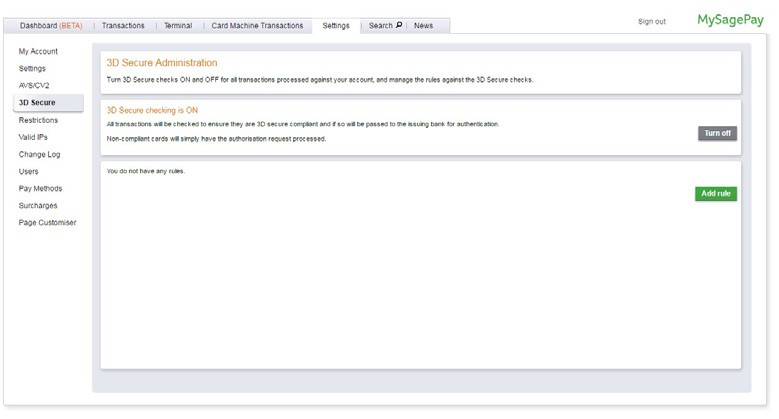 Dashboard (BETA) | Transactions | Terminal | Card Machine Transactions Settings | Search | News
Sign out
MySagePay
My Account
Settings
AVS/CV2
3D Secure
Restrictions
Valid IPs
Change Log
Users
Pay Methods
Surcharges
Page Customiser
3D Secure Administration
Turn 3D Secure checks ON and OFF for all transactions processed against your account, and manage the rules against the 3D Secure checks.
3D Secure checking is ON
All transactions will be checked to ensure they are 3D secure compliant and if so will be passed to the issuing bank for authentication.
Non-compliant cards will simply have the authorisation request processed.
Turn off
You do not have any rules.
Add rule